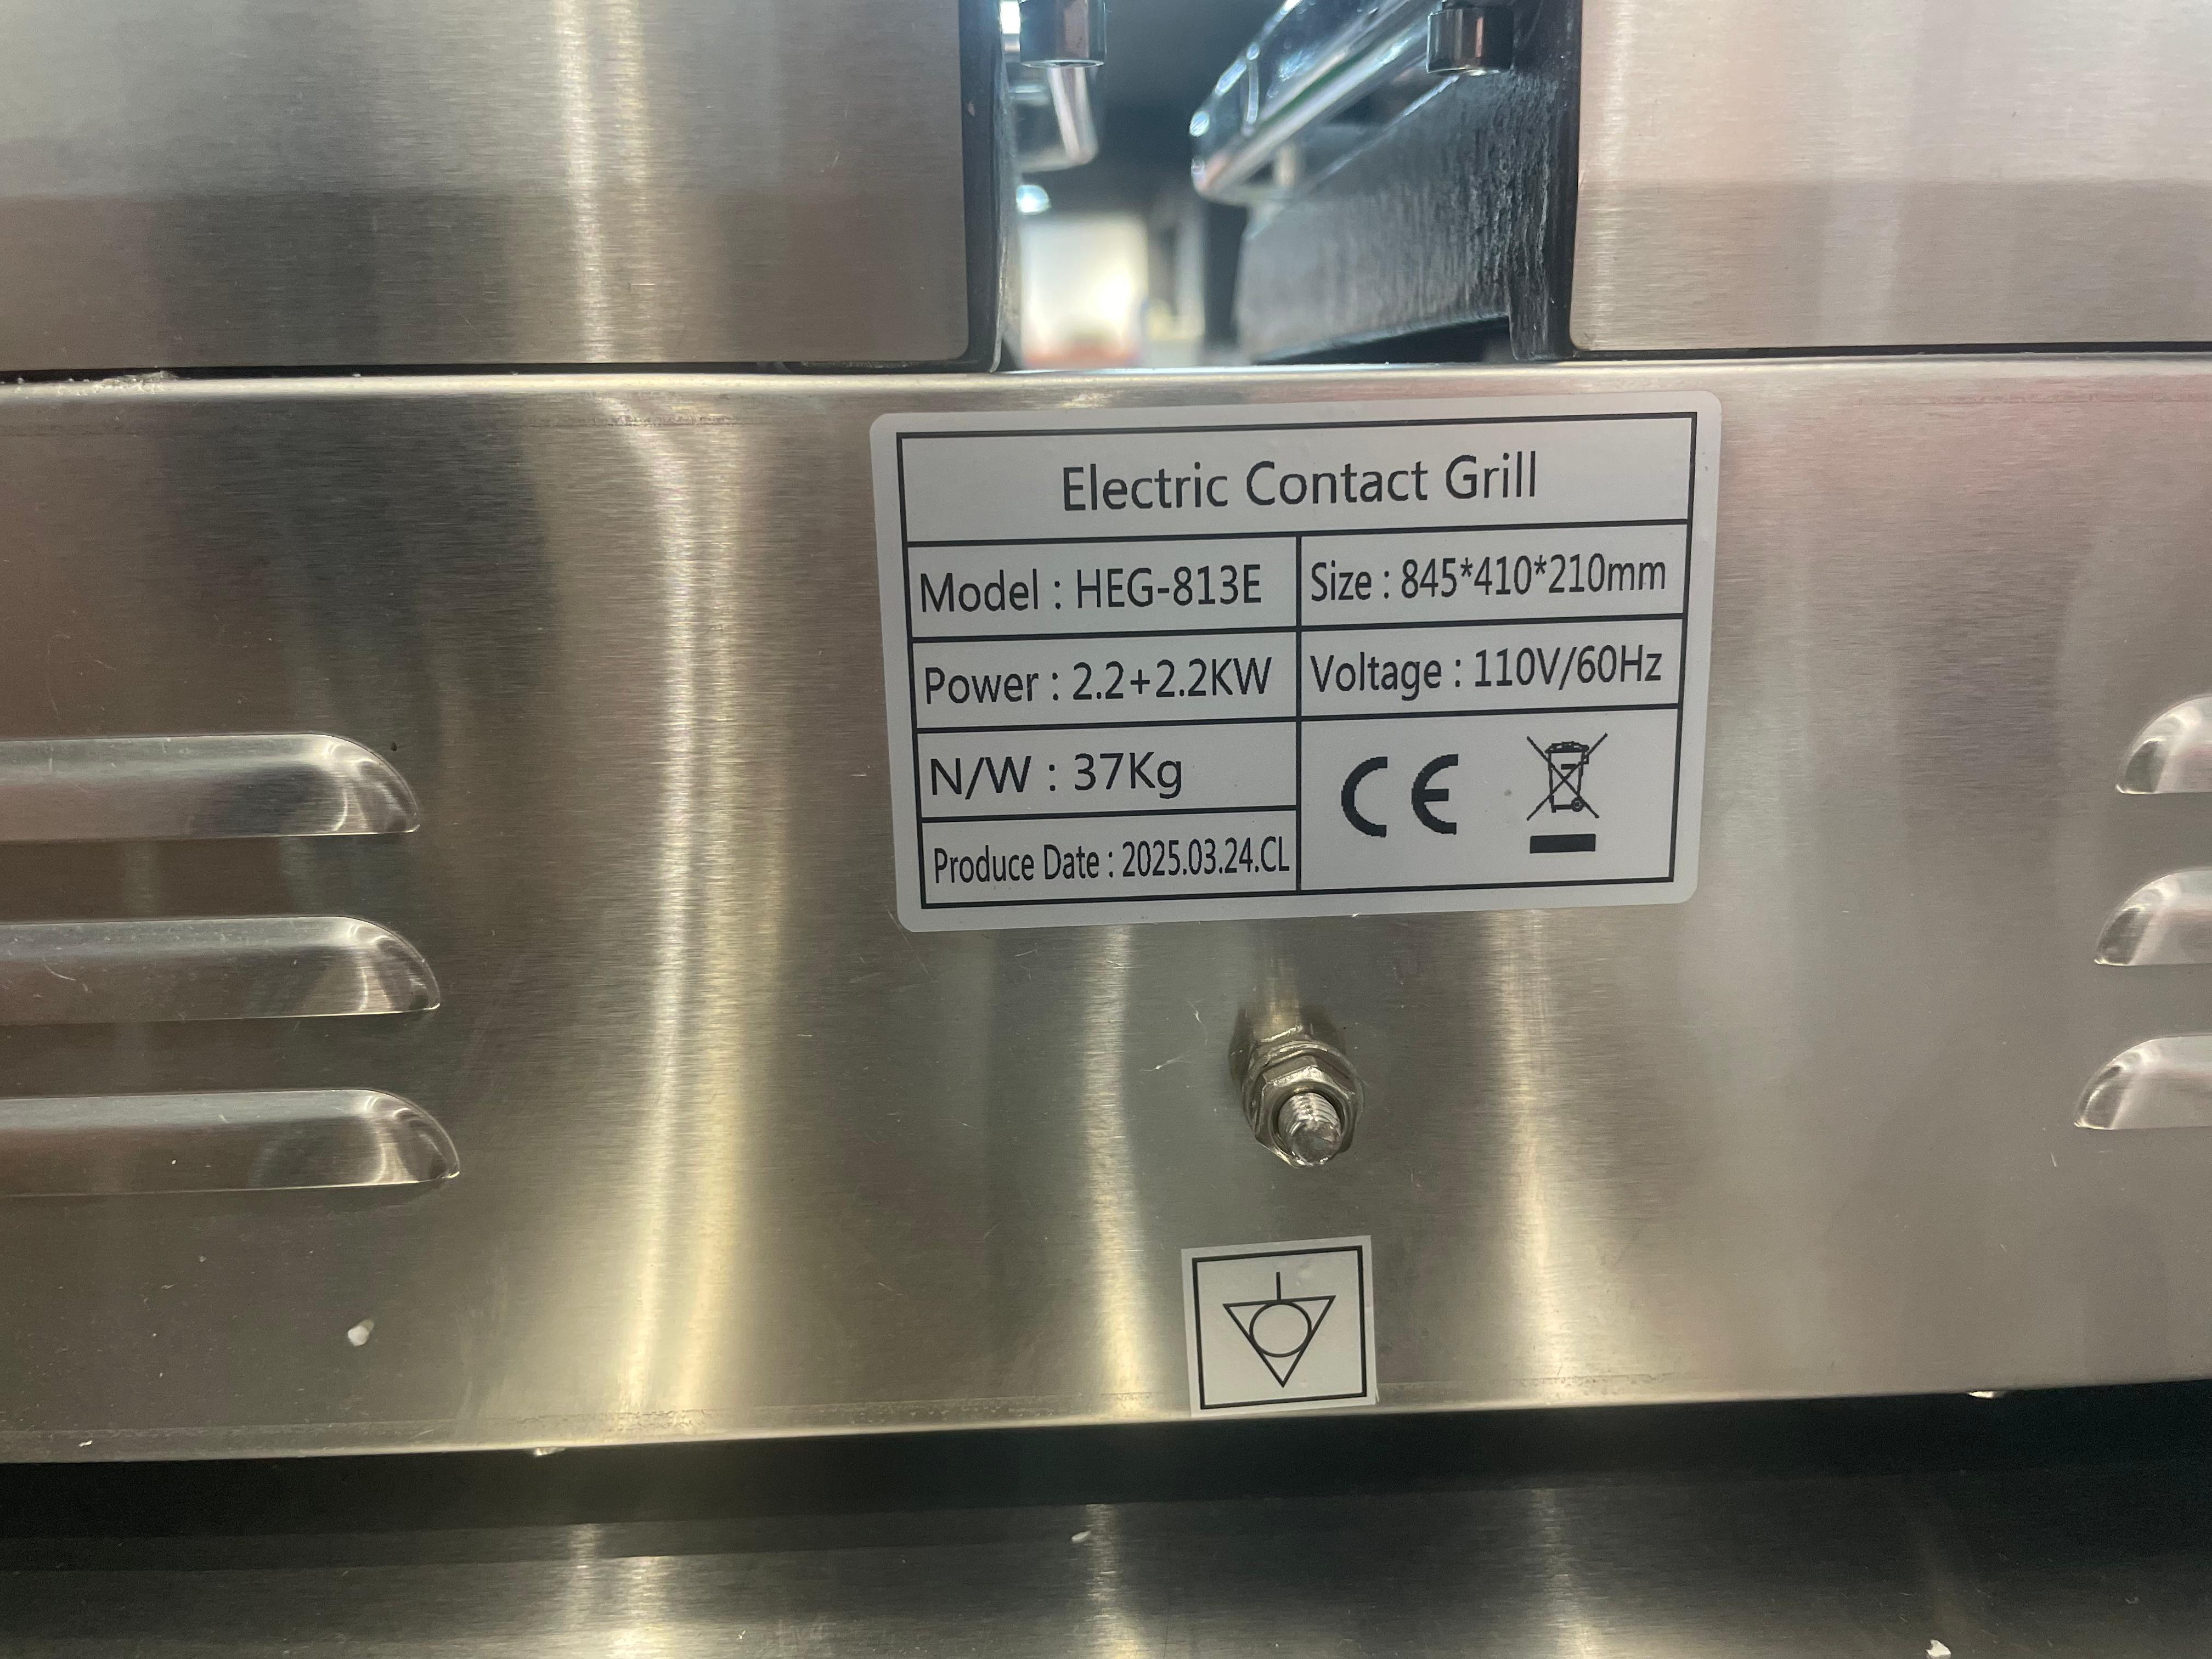 Electric Contact Grill
Model : HEG-813E
Size : 845*410*210mm
Power : 2.2+2.2KW
Voltage : 110V/60Hz
N/W : 37Kg
CE
Produce Date : 2025.03.24.CL